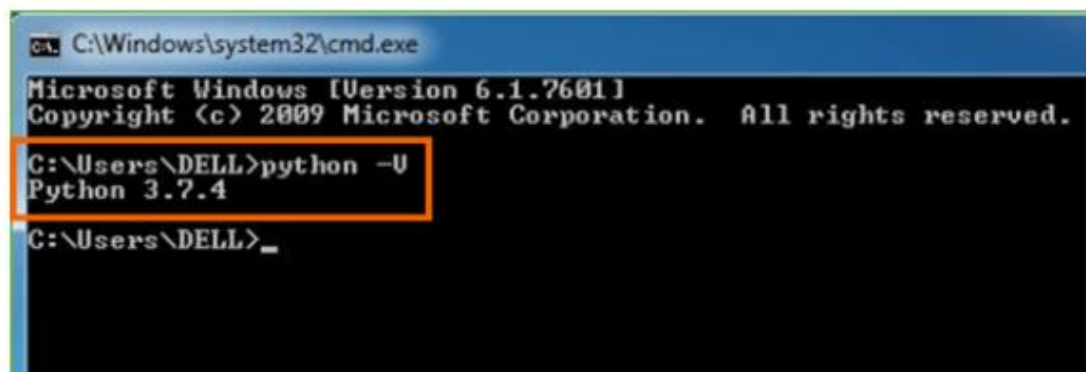 C:\Windows\system32\cmd.exe
Microsoft Windows [Version 6.1.7601]
Copyright (c) 2009 Microsoft Corporation. All rights reserved.
C:\Users\DELL>python -V
Python 3.7.4
C:\Users\DELL>_